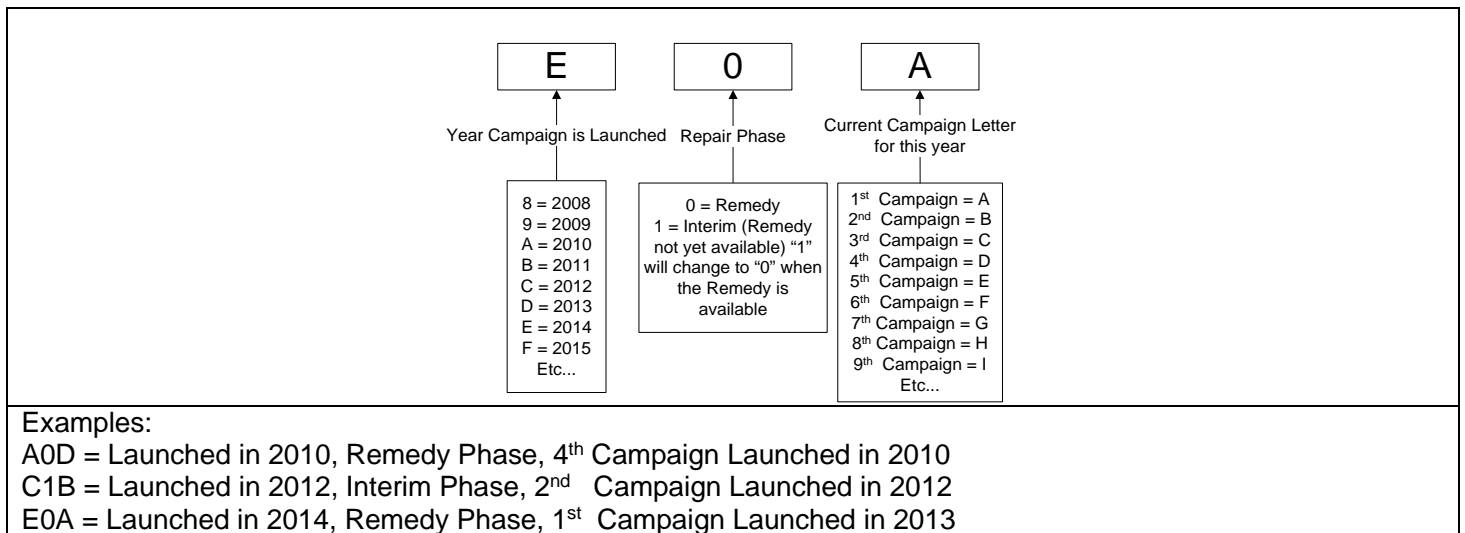 E
0
A
Year Campaign is Launched
Repair Phase
Current Campaign Letter
for this year
8 = 2008
9 = 2009
A = 2010
B = 2011
C = 2012
D = 2013
E = 2014
F = 2015
Etc...
0 = Remedy
1 = Interim (Remedy
not yet available) “1”
will change to “0” when
the Remedy is
available
1st Campaign = A
2nd Campaign = B
3rd Campaign = C
4th Campaign = D
5th Campaign = E
6th Campaign = F
7th Campaign = G
8th Campaign = H
9th Campaign = I
Etc...
Examples:
A0D = Launched in 2010, Remedy Phase, 4th Campaign Launched in 2010
C1B = Launched in 2012, Interim Phase, 2nd Campaign Launched in 2012
E0A = Launched in 2014, Remedy Phase, 1st Campaign Launched in 2013